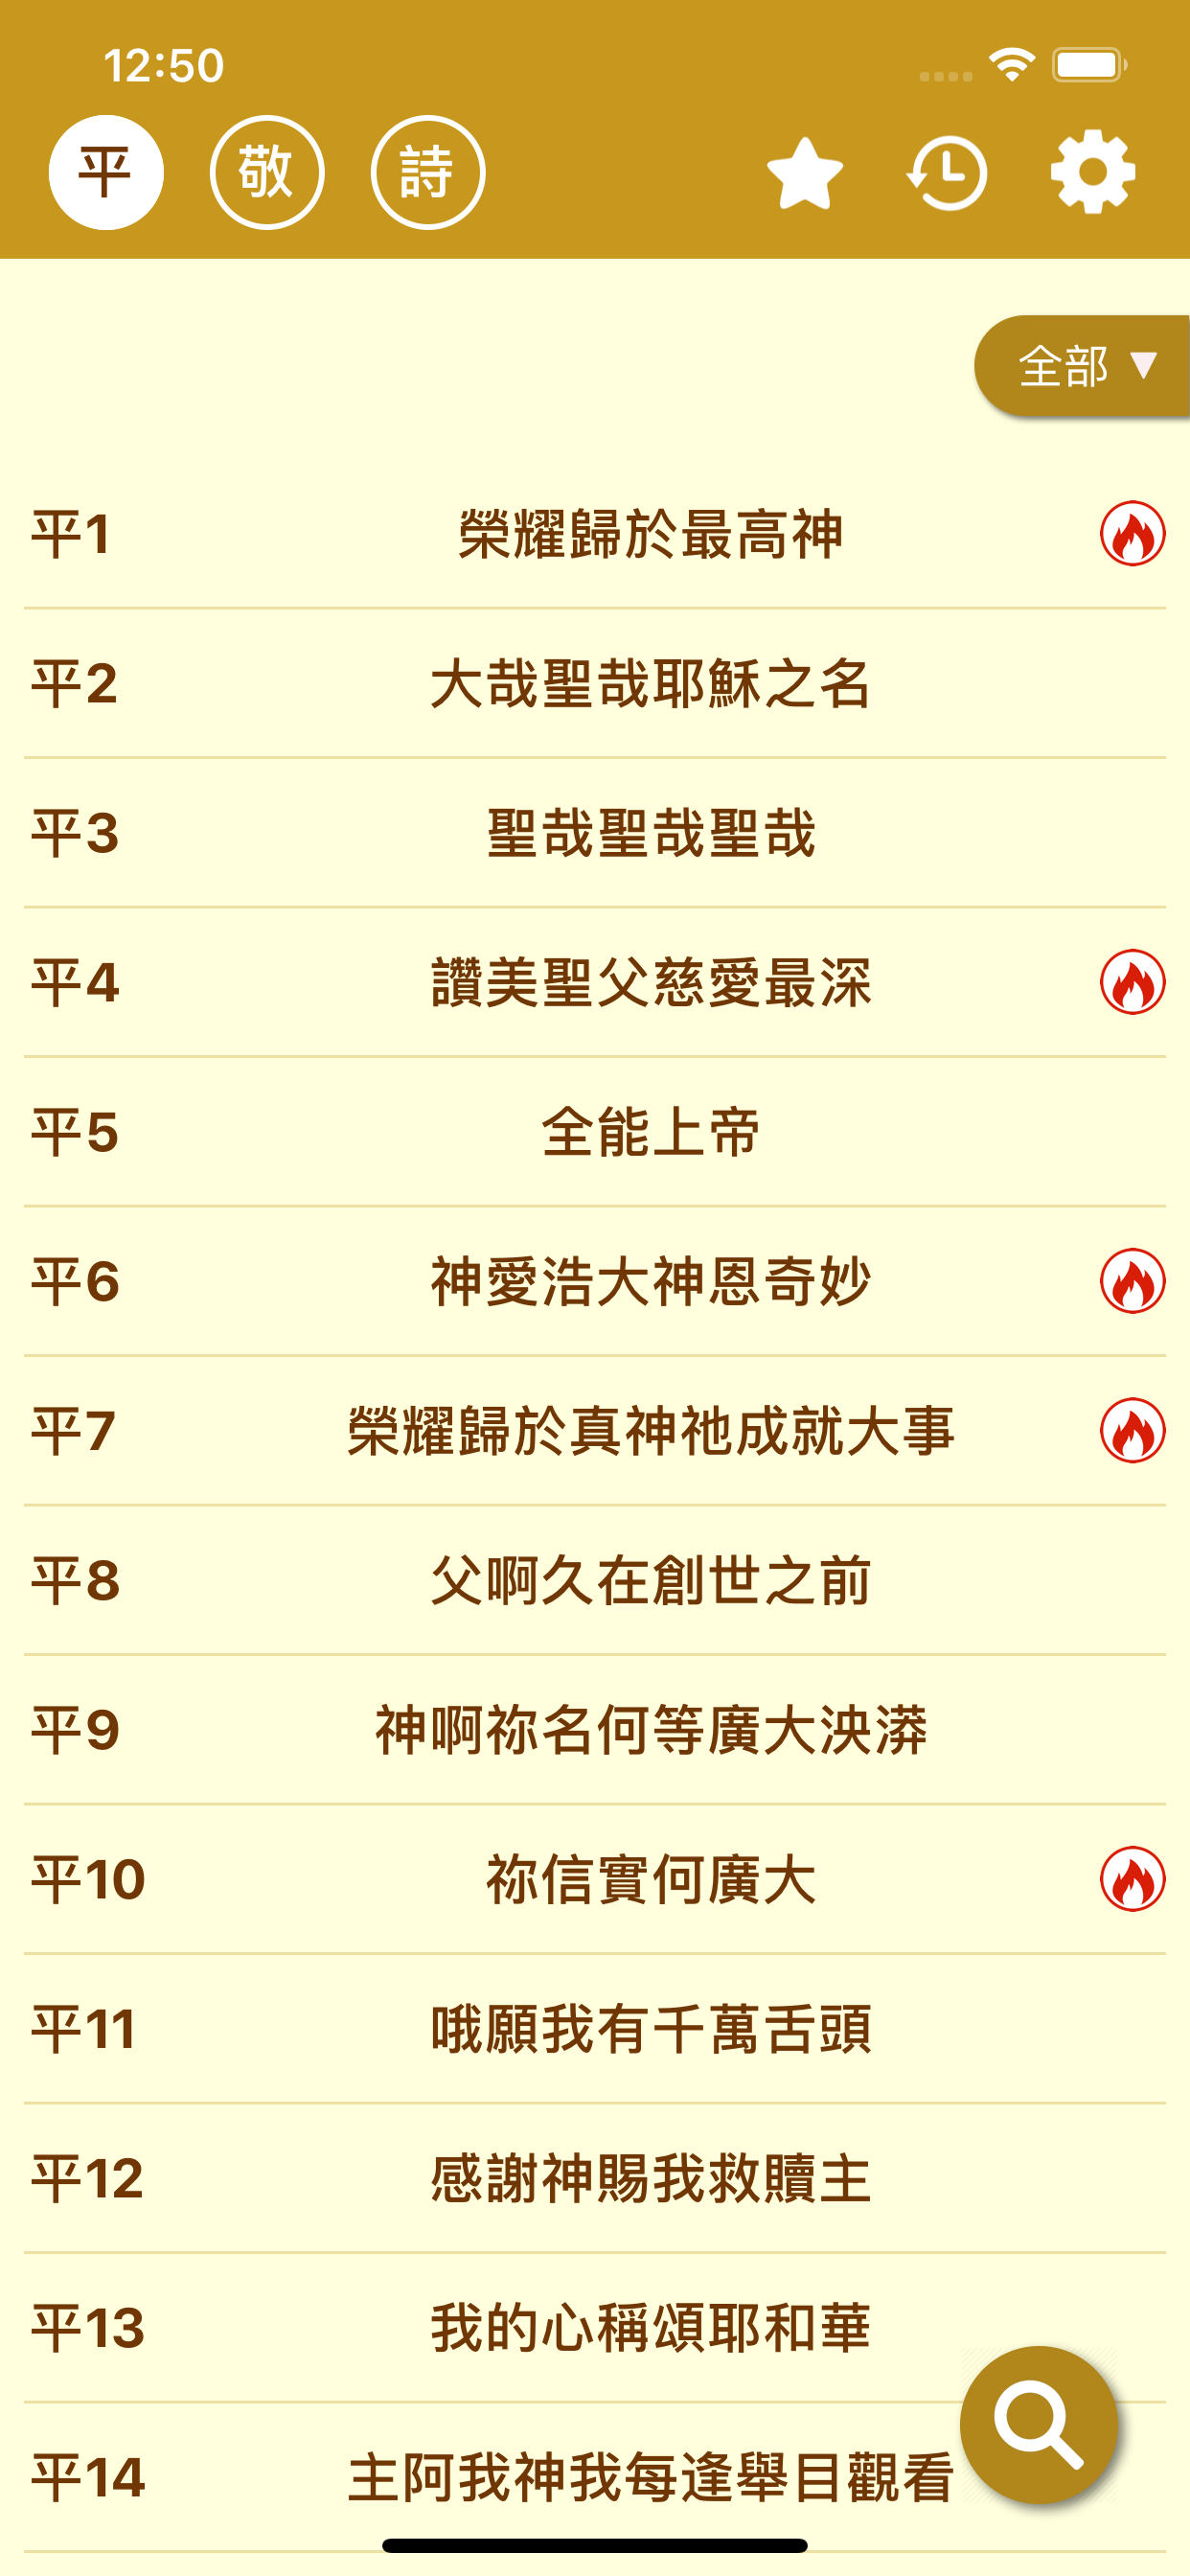 12:50
平 敬 詩
全部 ▼
平1 榮耀歸於最高神
平2 大哉聖哉耶穌之名
平3 聖哉聖哉聖哉
平4 讚美聖父慈愛最深
平5 全能上帝
平6 神愛浩大神恩奇妙
平7 榮耀歸於真神祂成就大事
平8 父啊久在創世之前
平9 神啊袮名何等廣大泱漭
平10 袮信實何廣大
平11 哦願我有千萬舌頭
平12 感謝神賜我救贖主
平13 我的心稱頌耶和華
平14 主阿我神我每逢舉目觀看